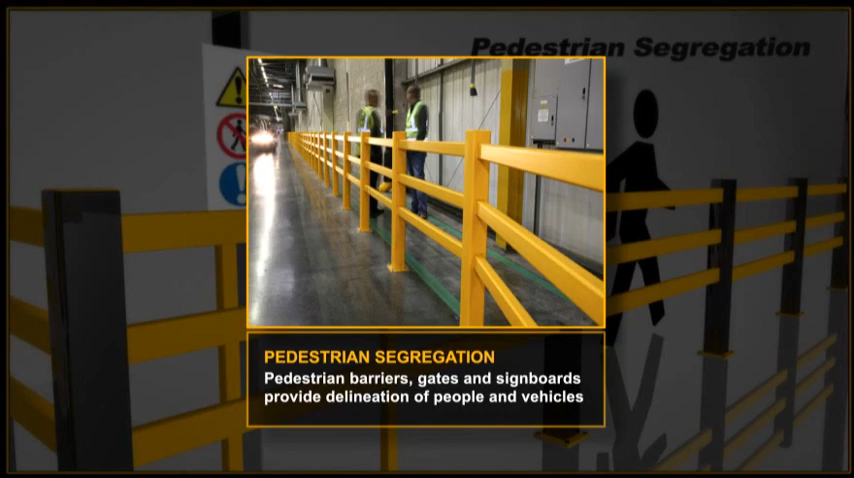 Pedestrian Segregation
PEDESTRIAN SEGREGATION
Pedestrian barriers, gates and signboards
provide delineation of people and vehicles